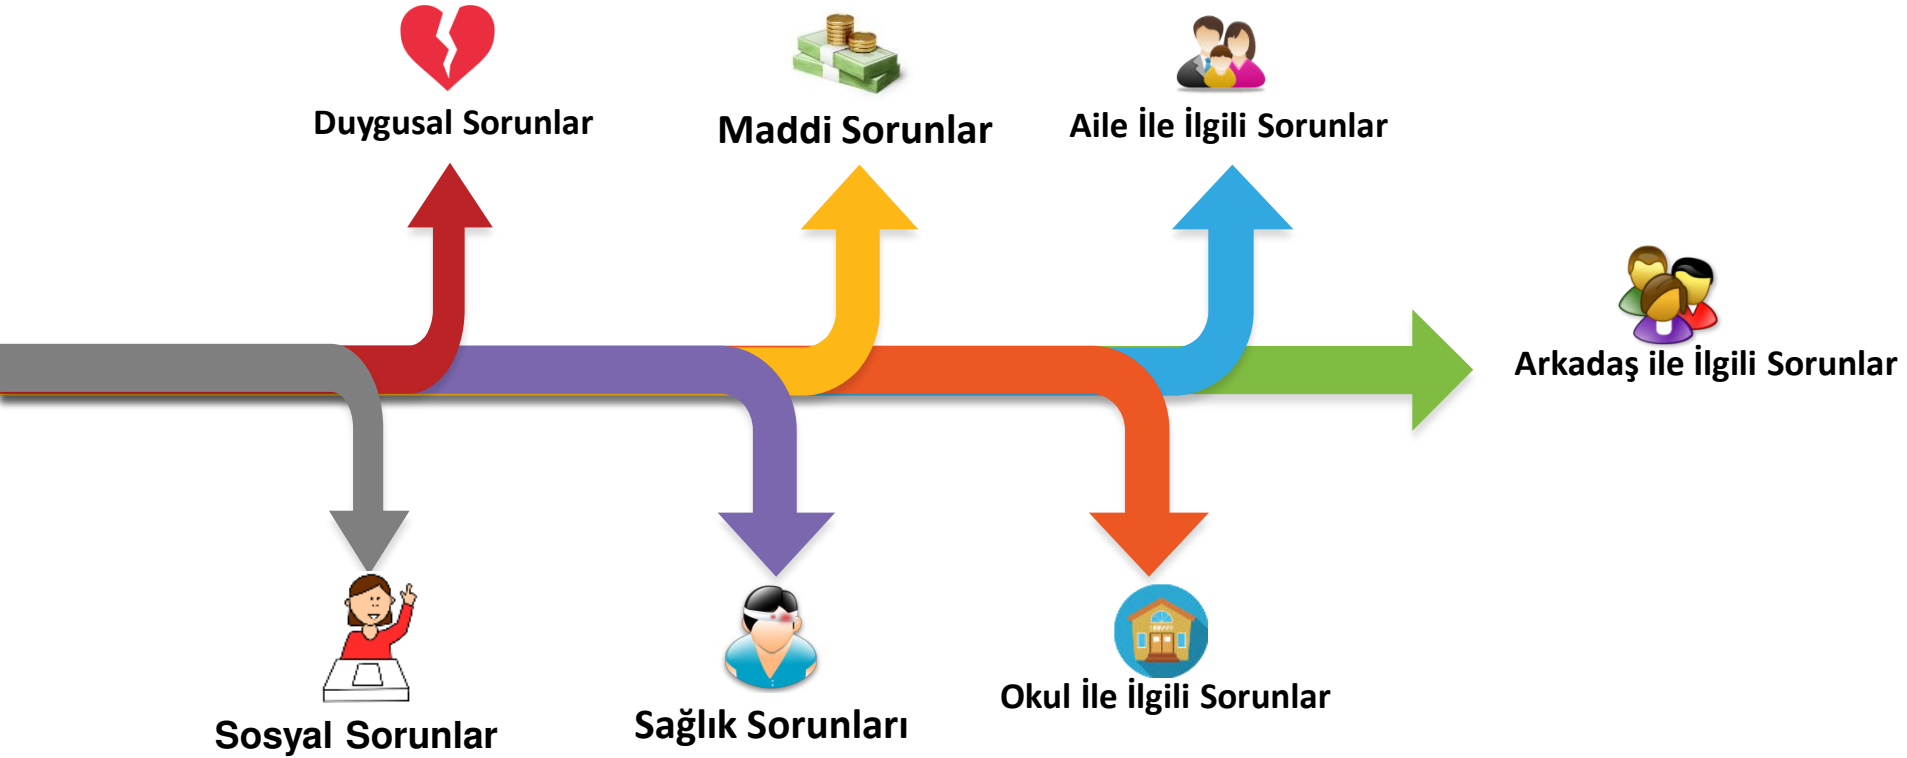 Duygusal Sorunlar
Maddi Sorunlar
Aile İle İlgili Sorunlar
Arkadaş ile İlgili Sorunlar
Sosyal Sorunlar
Sağlık Sorunları
Okul İle İlgili Sorunlar